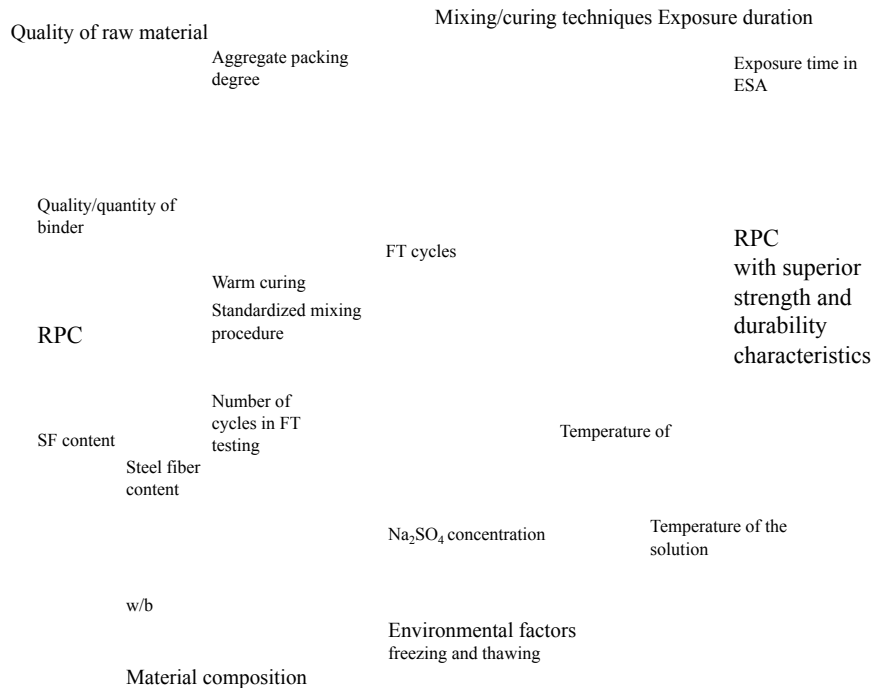 Mixing/curing techniques Exposure duration
Quality of raw material
Aggregate packing
degree
Exposure time in
ESA
Quality/quantity of
binder
FT cycles
RPC
with superior
strength and
durability
characteristics
Warm curing
Standardized mixing
procedure
RPC
Number of
cycles in FT
testing
Temperature of
SF content
Steel fiber
content
Na₂SO₄ concentration
Temperature of the
solution
w/b
Environmental factors
freezing and thawing
Material composition